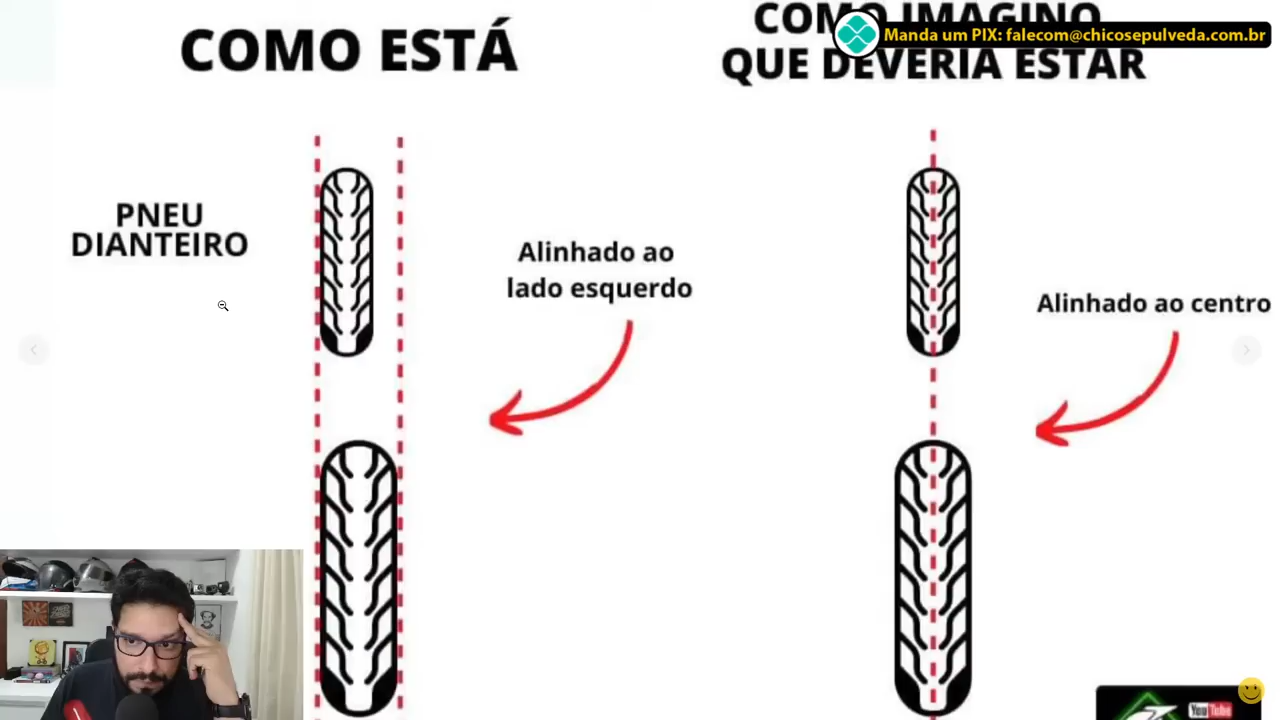 COMO ESTÁ
COMO IMAGINO
QUE DEVERIA ESTAR
Manda um PIX: falecom@chicosepulveda.com.br
PNEU
DIANTEIRO
Alinhado ao
lado esquerdo
Alinhado ao centro
YouTube